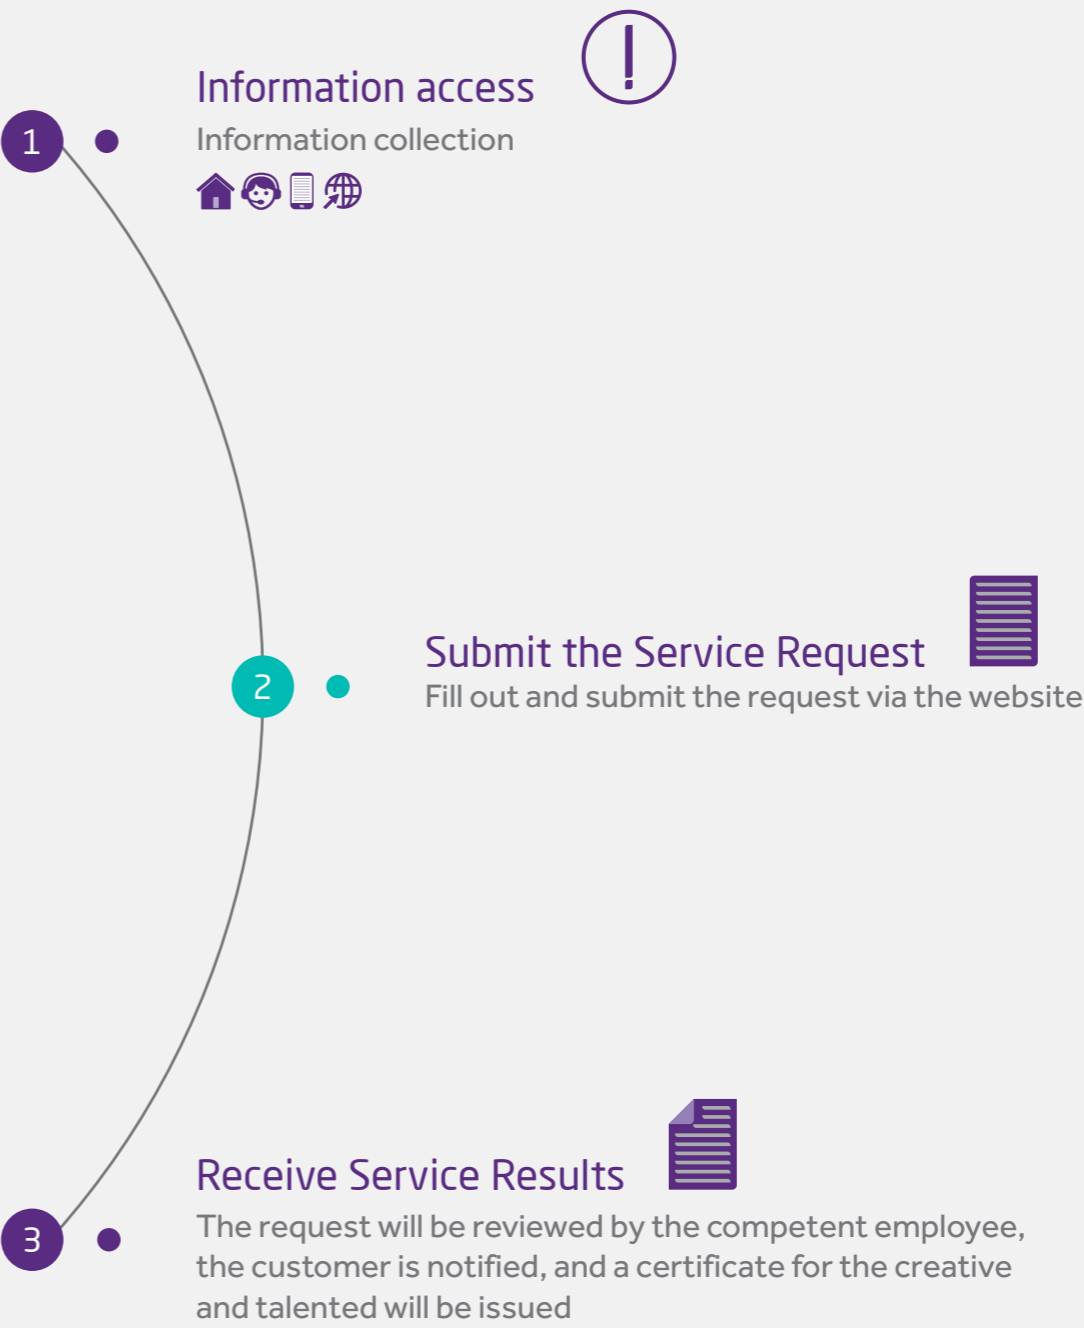 Information access
1
Information collection
Submit the Service Request
2
Fill out and submit the request via the website
Receive Service Results
3
The request will be reviewed by the competent employee,
the customer is notified, and a certificate for the creative
and talented will be issued